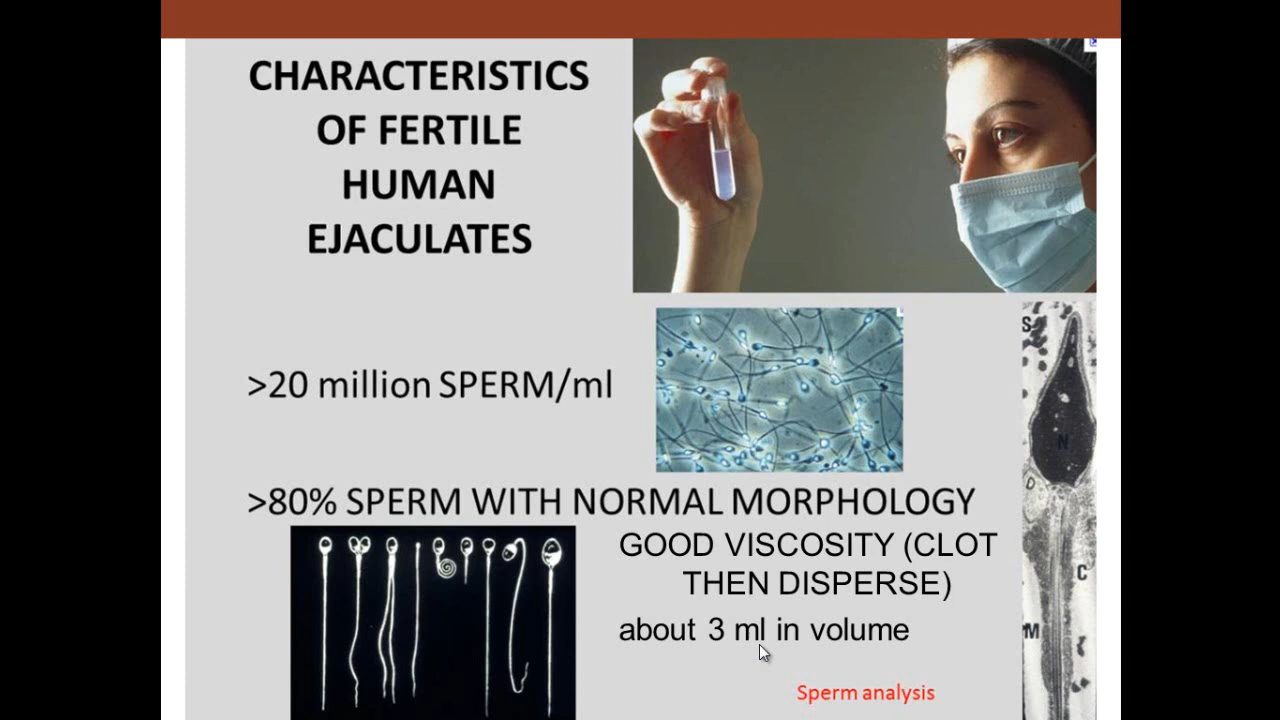 CHARACTERISTICS
OF FERTILE
HUMAN
EJACULATES
>20 million SPERM/ml
>80% SPERM WITH NORMAL MORPHOLOGY
GOOD VISCOSITY (CLOT
THEN DISPERSE)
about 3 ml in volume
Sperm analysis
S
N
D
C
PM